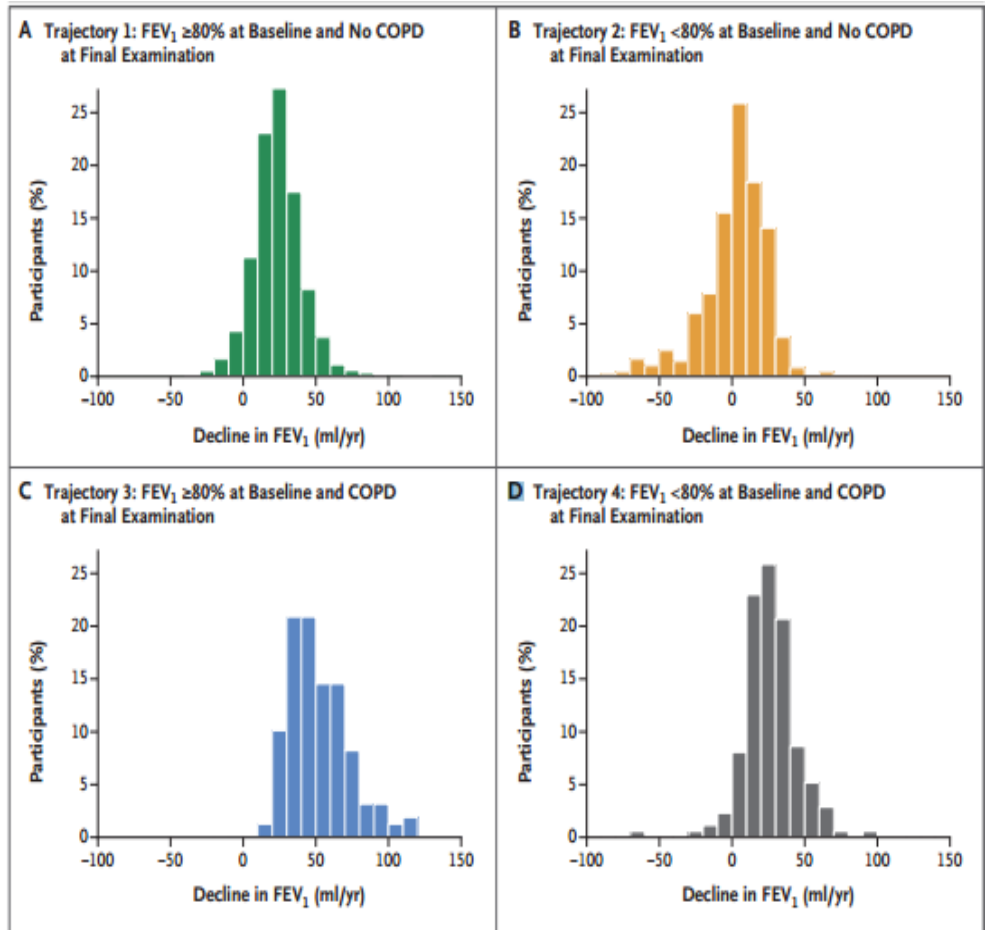 A Trajectory 1: FEV₁ ≥80% at Baseline and No COPD
at Final Examination
Participants (%)
25
20
15
10
5
0
−100 −50 0 50 100 150
Decline in FEV₁ (ml/yr)
B Trajectory 2: FEV₁ <80% at Baseline and No COPD
at Final Examination
Participants (%)
25
20
15
10
5
0
−100 −50 0 50 100 150
Decline in FEV₁ (ml/yr)
C Trajectory 3: FEV₁ ≥80% at Baseline and COPD
at Final Examination
Participants (%)
25
20
15
10
5
0
−100 −50 0 50 100 150
Decline in FEV₁ (ml/yr)
D Trajectory 4: FEV₁ <80% at Baseline and COPD
at Final Examination
Participants (%)
25
20
15
10
5
0
−100 −50 0 50 100 150
Decline in FEV₁ (ml/yr)